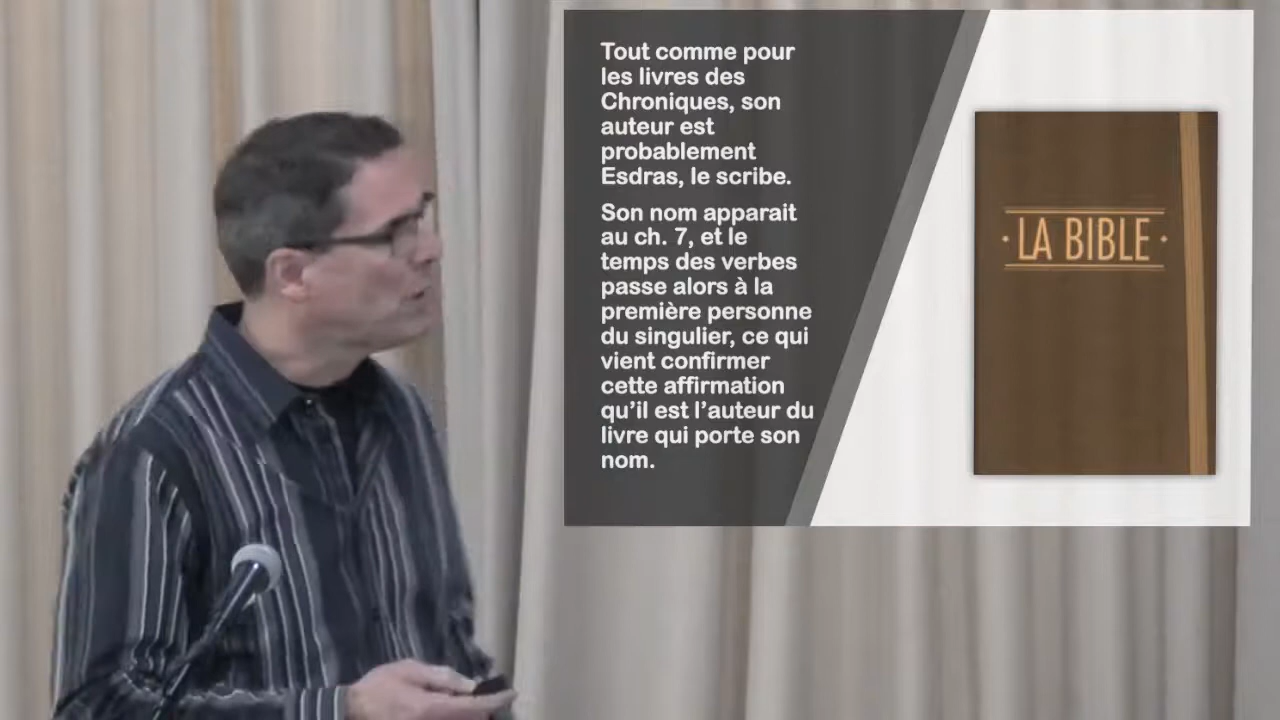 Tout comme pour
les livres des
Chroniques, son
auteur est
probablement
Esdras, le scribe.
Son nom apparait
au ch. 7, et le
temps des verbes
passe alors à la
première personne
du singulier, ce qui
vient confirmer
cette affirmation
qu'il est l'auteur du
livre qui porte son
nom.
· LA BIBLE ·